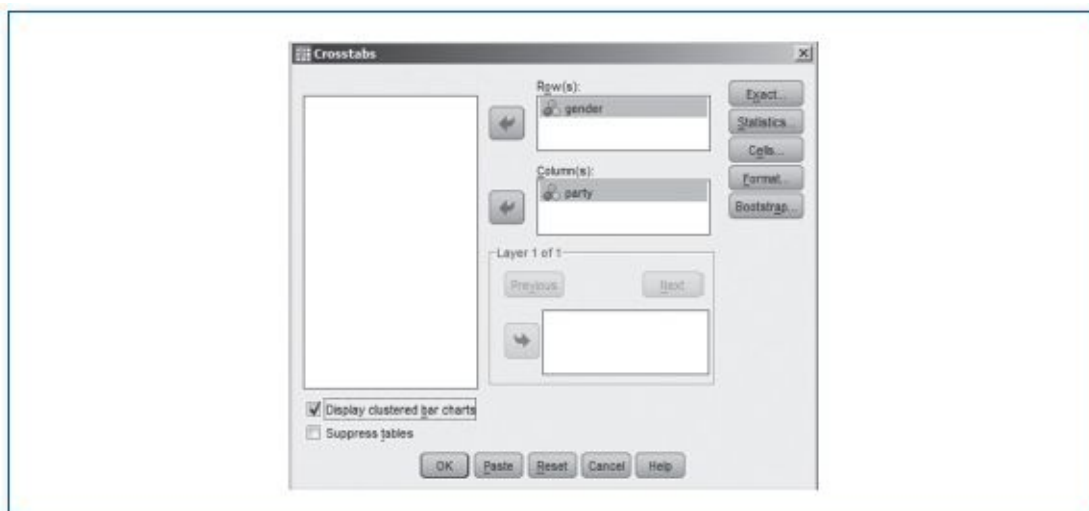 Crosstabs
Row(s):
gender
Column(s):
party
Layer 1 of 1
Previous
Next
Display clustered bar charts
Suppress tables
Exact...
Statistics...
Cells...
Format...
Bootstrap...
OK
Paste
Reset
Cancel
Help